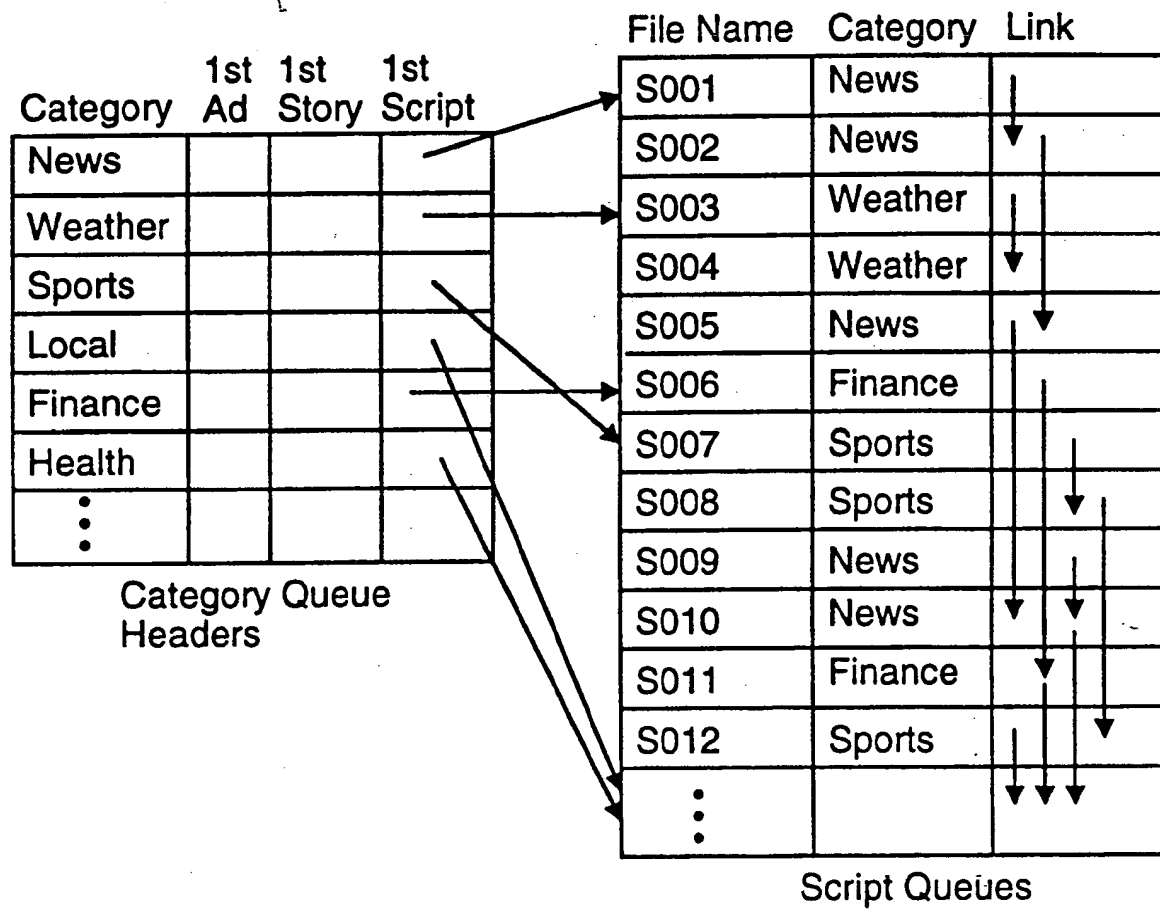 File Name Category Link
1st 1st 1st
Category Ad Story Script
News
Weather
Sports
Local
Finance
Health
Category Queue
Headers
S001 News
S002 News
S003 Weather
S004 Weather
S005 News
S006 Finance
S007 Sports
S008 Sports
S009 News
S010 News
S011 Finance
S012 Sports
Script Queues